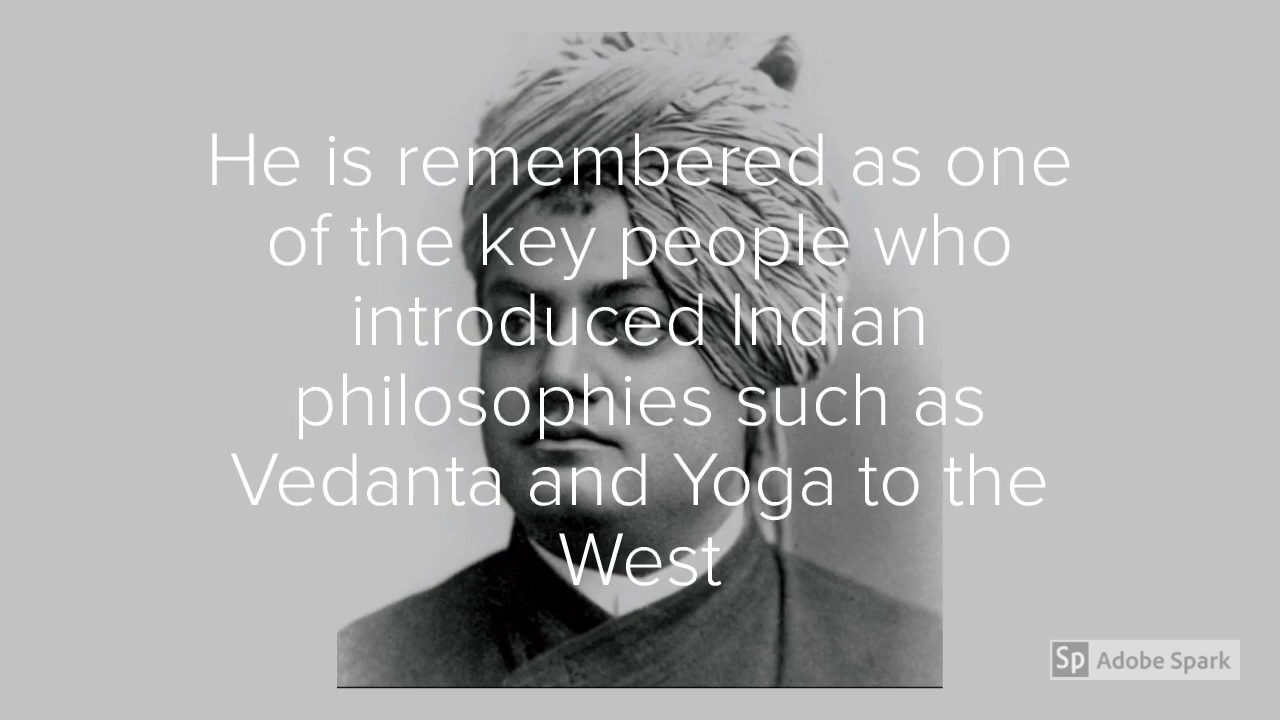 He is remembered as one
of the key people who
introduced Indian
philosophies such as
Vedanta and Yoga to the
West
Sp Adobe Spark